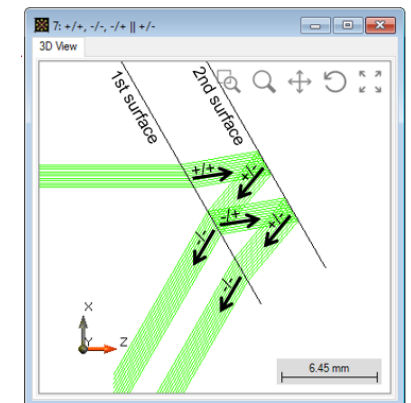 7: +/+, -/-, -/+ || +/-
3D View
1st surface
2nd surface
+/+
+/-
-/+
+/-
-/-
-/-
X
Y
Z
6.45 mm